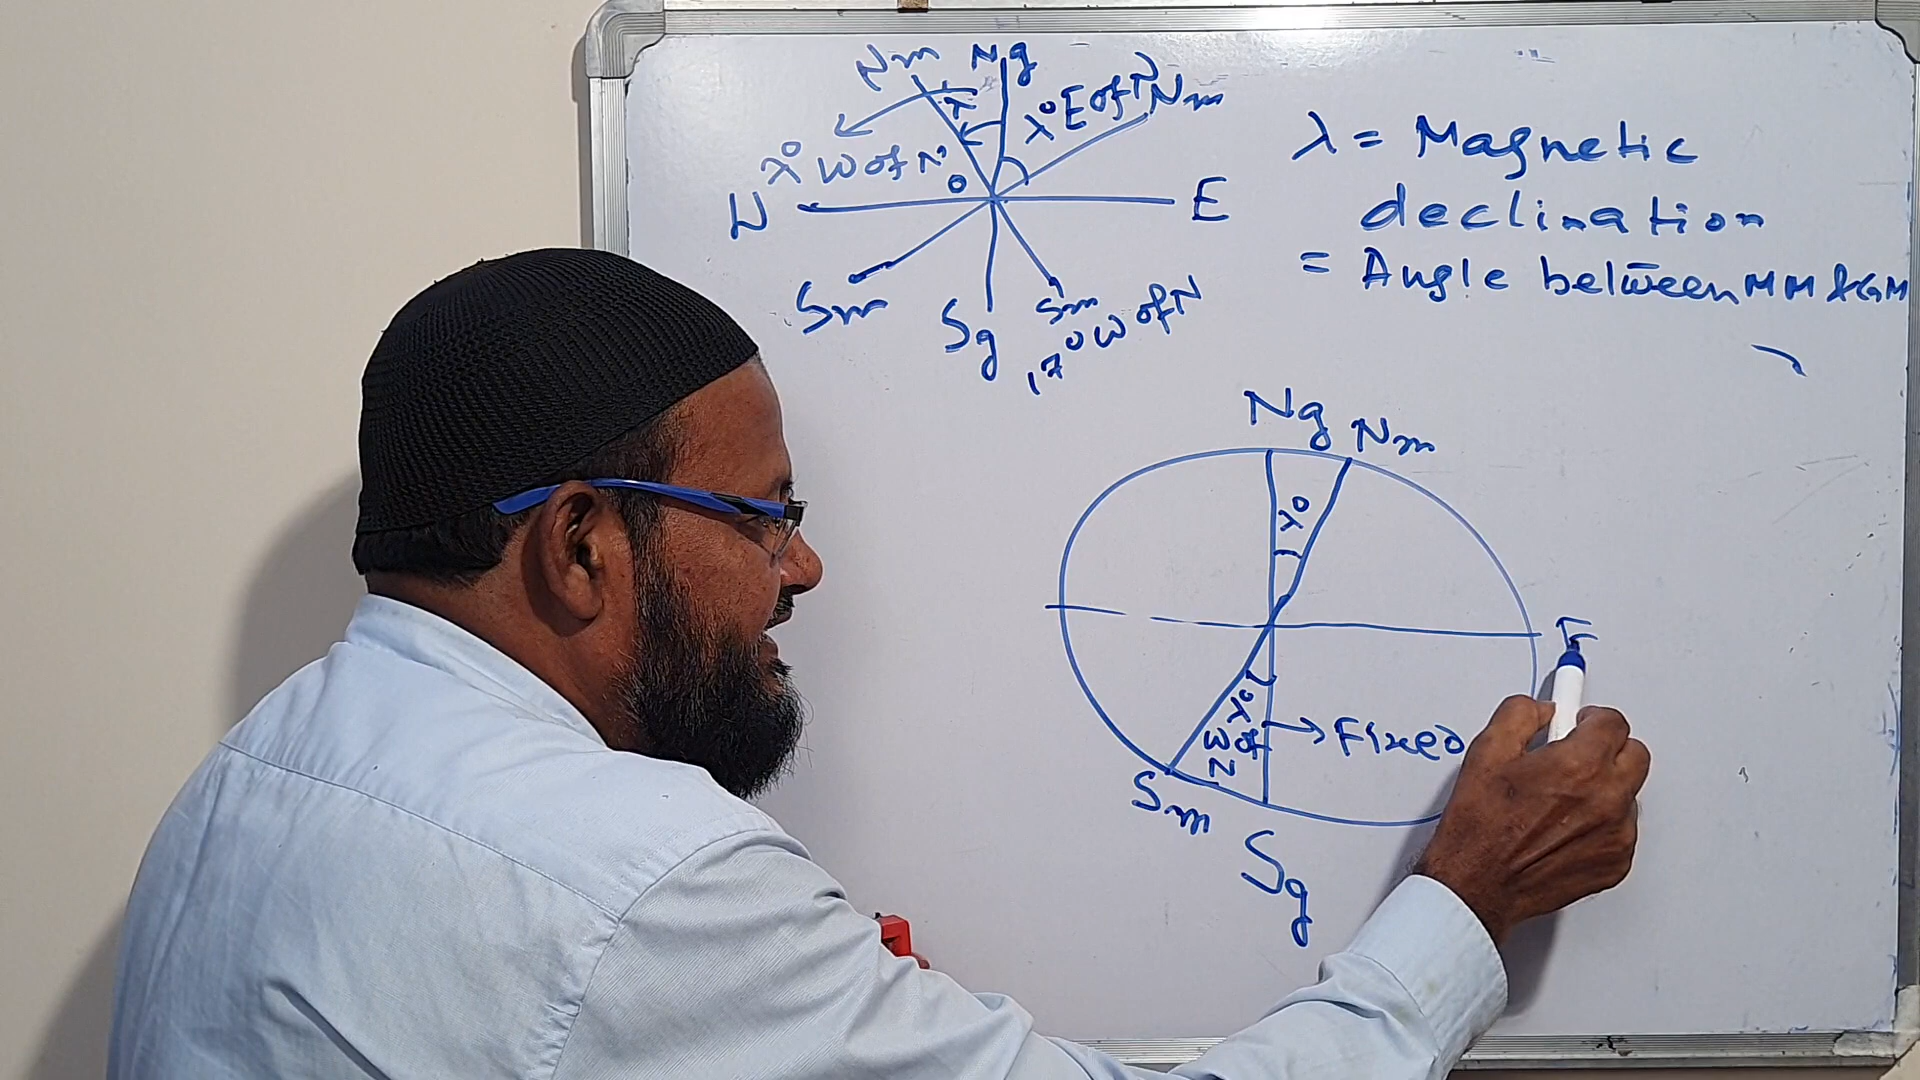 Nm Ng
λ
λ° E of N Nm
λ° W of N
O
W
E
Sm
Sg
Sm
17° W of N
λ = Magnetic
declination
= Angle between MM & GM
Ng Nm
λ°
E
λ°
W of
N
→ Fixed
Sm
Sg